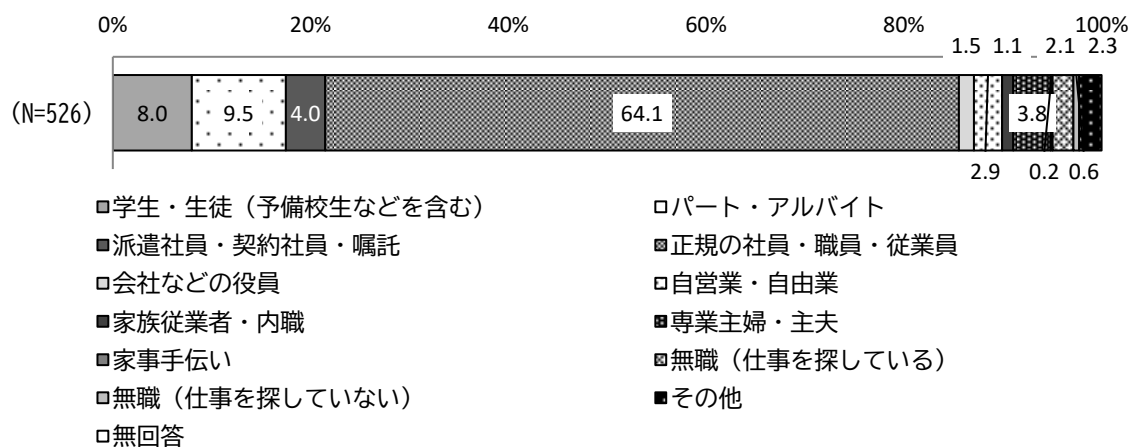 0% 20% 40% 60% 80% 100%
1.5 1.1 2.1 2.3
(N=526) 8.0 9.5 4.0 64.1 3.8
2.9 0.2 0.6
学生・生徒（予備校生などを含む） パート・アルバイト
派遣社員・契約社員・嘱託 正規の社員・職員・従業員
会社などの役員 自営業・自由業
家族従業者・内職 専業主婦・主夫
家事手伝い 無職（仕事を探している）
無職（仕事を探していない） その他
無回答